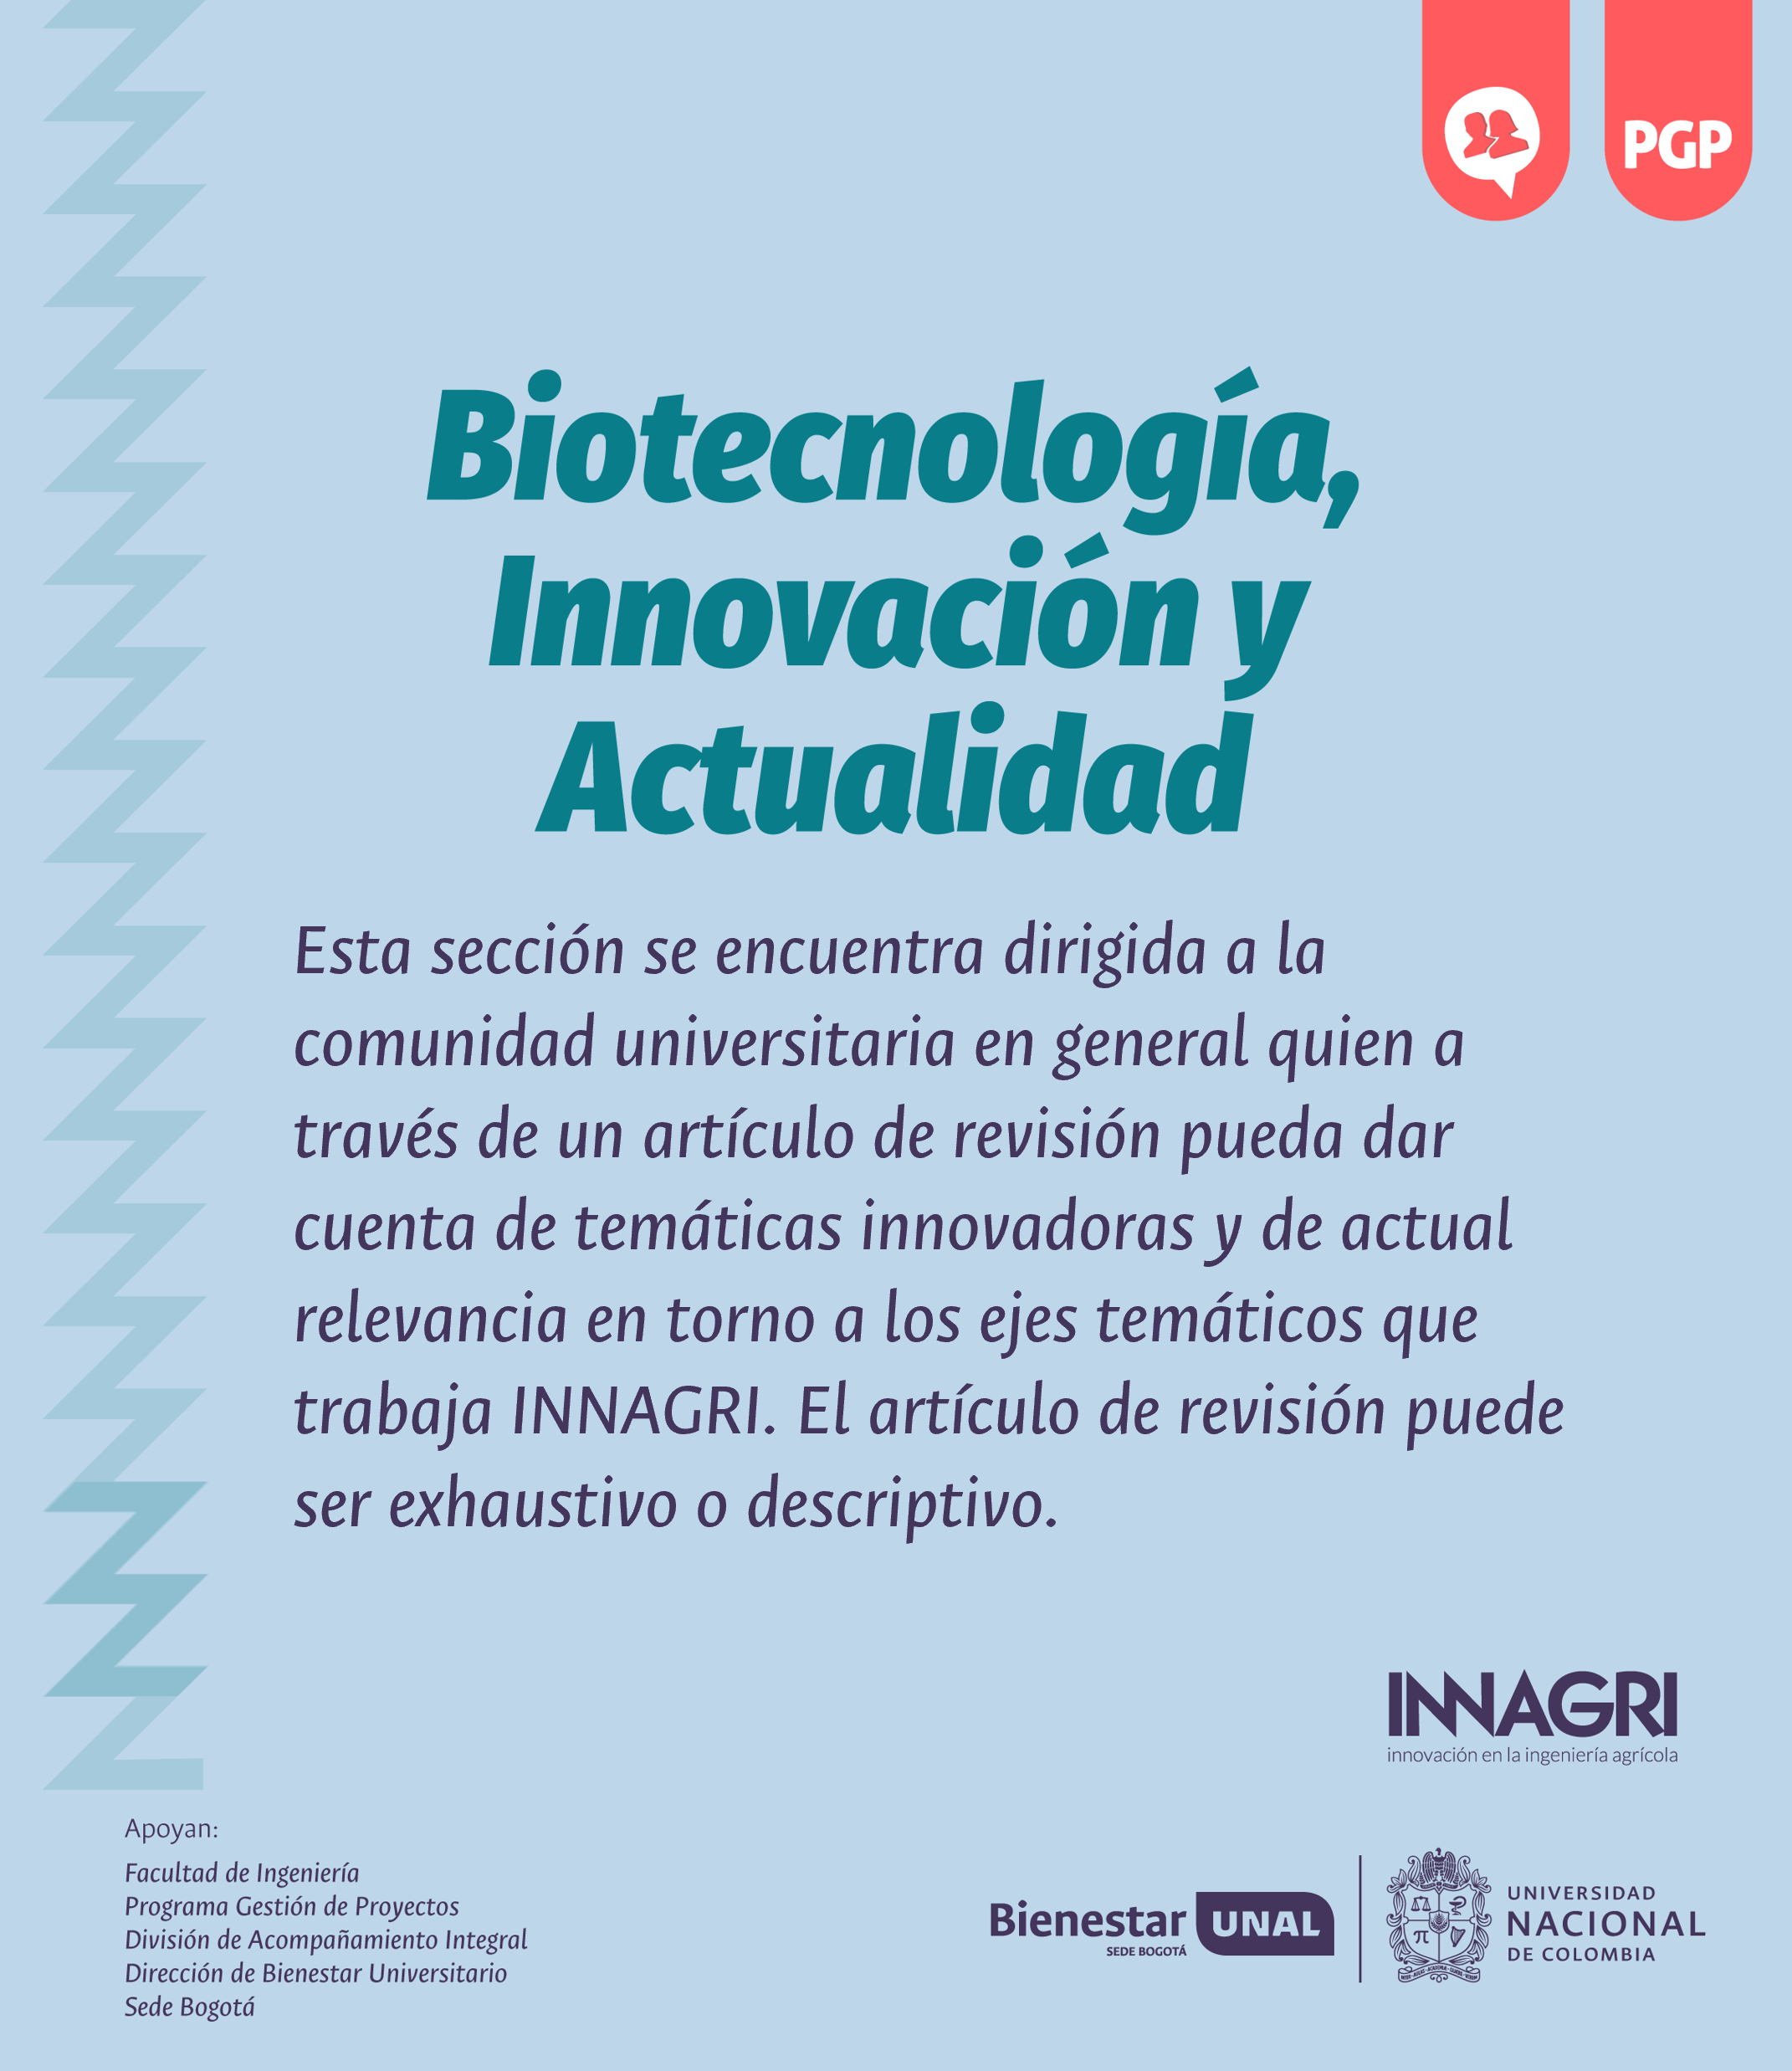 PGP
Biotecnología,
Innovación y
Actualidad
Esta sección se encuentra dirigida a la
comunidad universitaria en general quien a
través de un artículo de revisión pueda dar
cuenta de temáticas innovadoras y de actual
relevancia en torno a los ejes temáticos que
trabaja INNAGRI. El artículo de revisión puede
ser exhaustivo o descriptivo.
INNAGRI
innovación en la ingeniería agrícola
Apoyan:
Facultad de Ingeniería
Programa Gestión de Proyectos
División de Acompañamiento Integral
Dirección de Bienestar Universitario
Sede Bogotá
Bienestar UNAL
SEDE BOGOTÁ
UNIVERSIDAD
NACIONAL
DE COLOMBIA